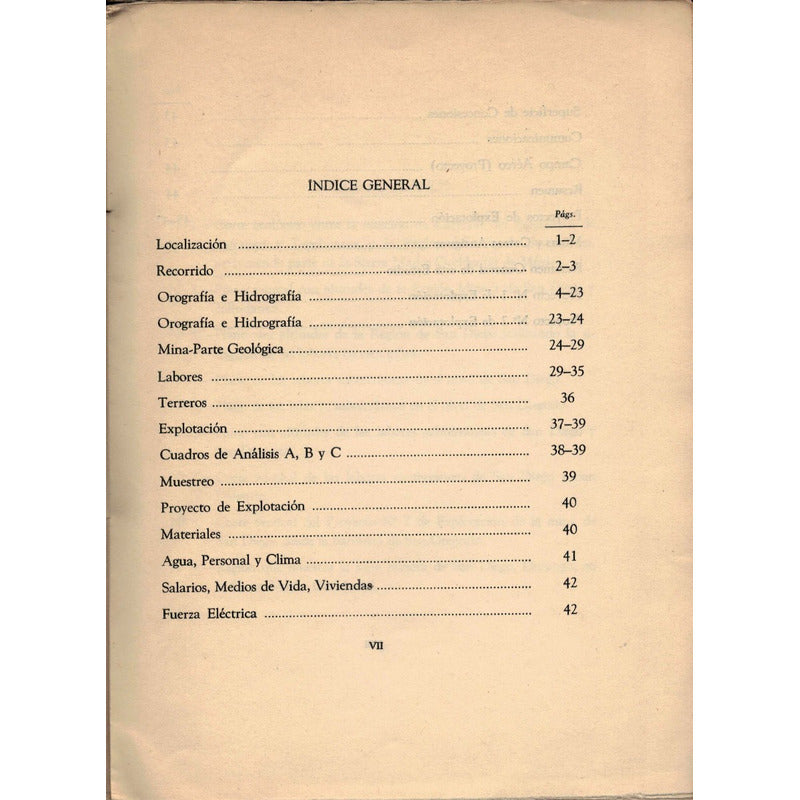 ÍNDICE GENERAL
Págs.
Localización ........ 1–2
Recorrido ........ 2–3
Orografía e Hidrografía ........ 4–23
Orografía e Hidrografía ........ 23–24
Mina-Parte Geológica ........ 24–29
Labores ........ 29–35
Terreros ........ 36
Explotación ........ 37–39
Cuadros de Análisis A, B y C ........ 38–39
Muestreo ........ 39
Proyecto de Explotación ........ 40
Materiales ........ 40
Agua, Personal y Clima ........ 41
Salarios, Medios de Vida, Viviendas ........ 42
Fuerza Eléctrica ........ 42
VII